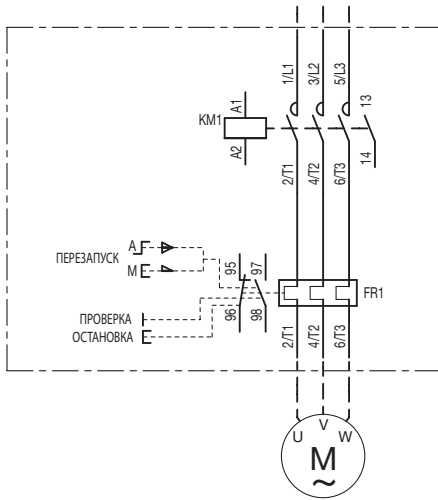 1/L1 3/L2 5/L3
13
A1
KM1
A2
14
2/T1 4/T2 6/T3
A
ПЕРЕЗАПУСК
M
95 97
FR1
ПРОВЕРКА
ОСТАНОВКА
96 98
2/T1 4/T2 6/T3
U V W
M
~